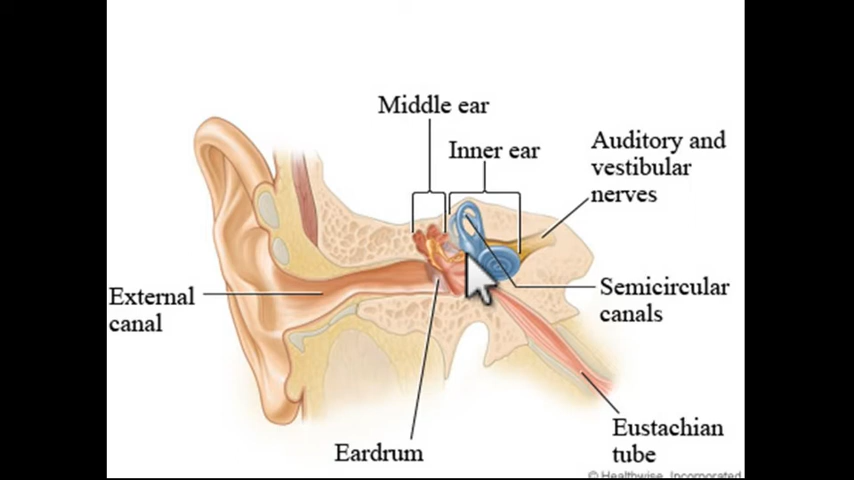 Middle ear
Inner ear
Auditory and
vestibular
nerves
External
canal
Semicircular
canals
Eardrum
Eustachian
tube
© Healthwise, Incorporated